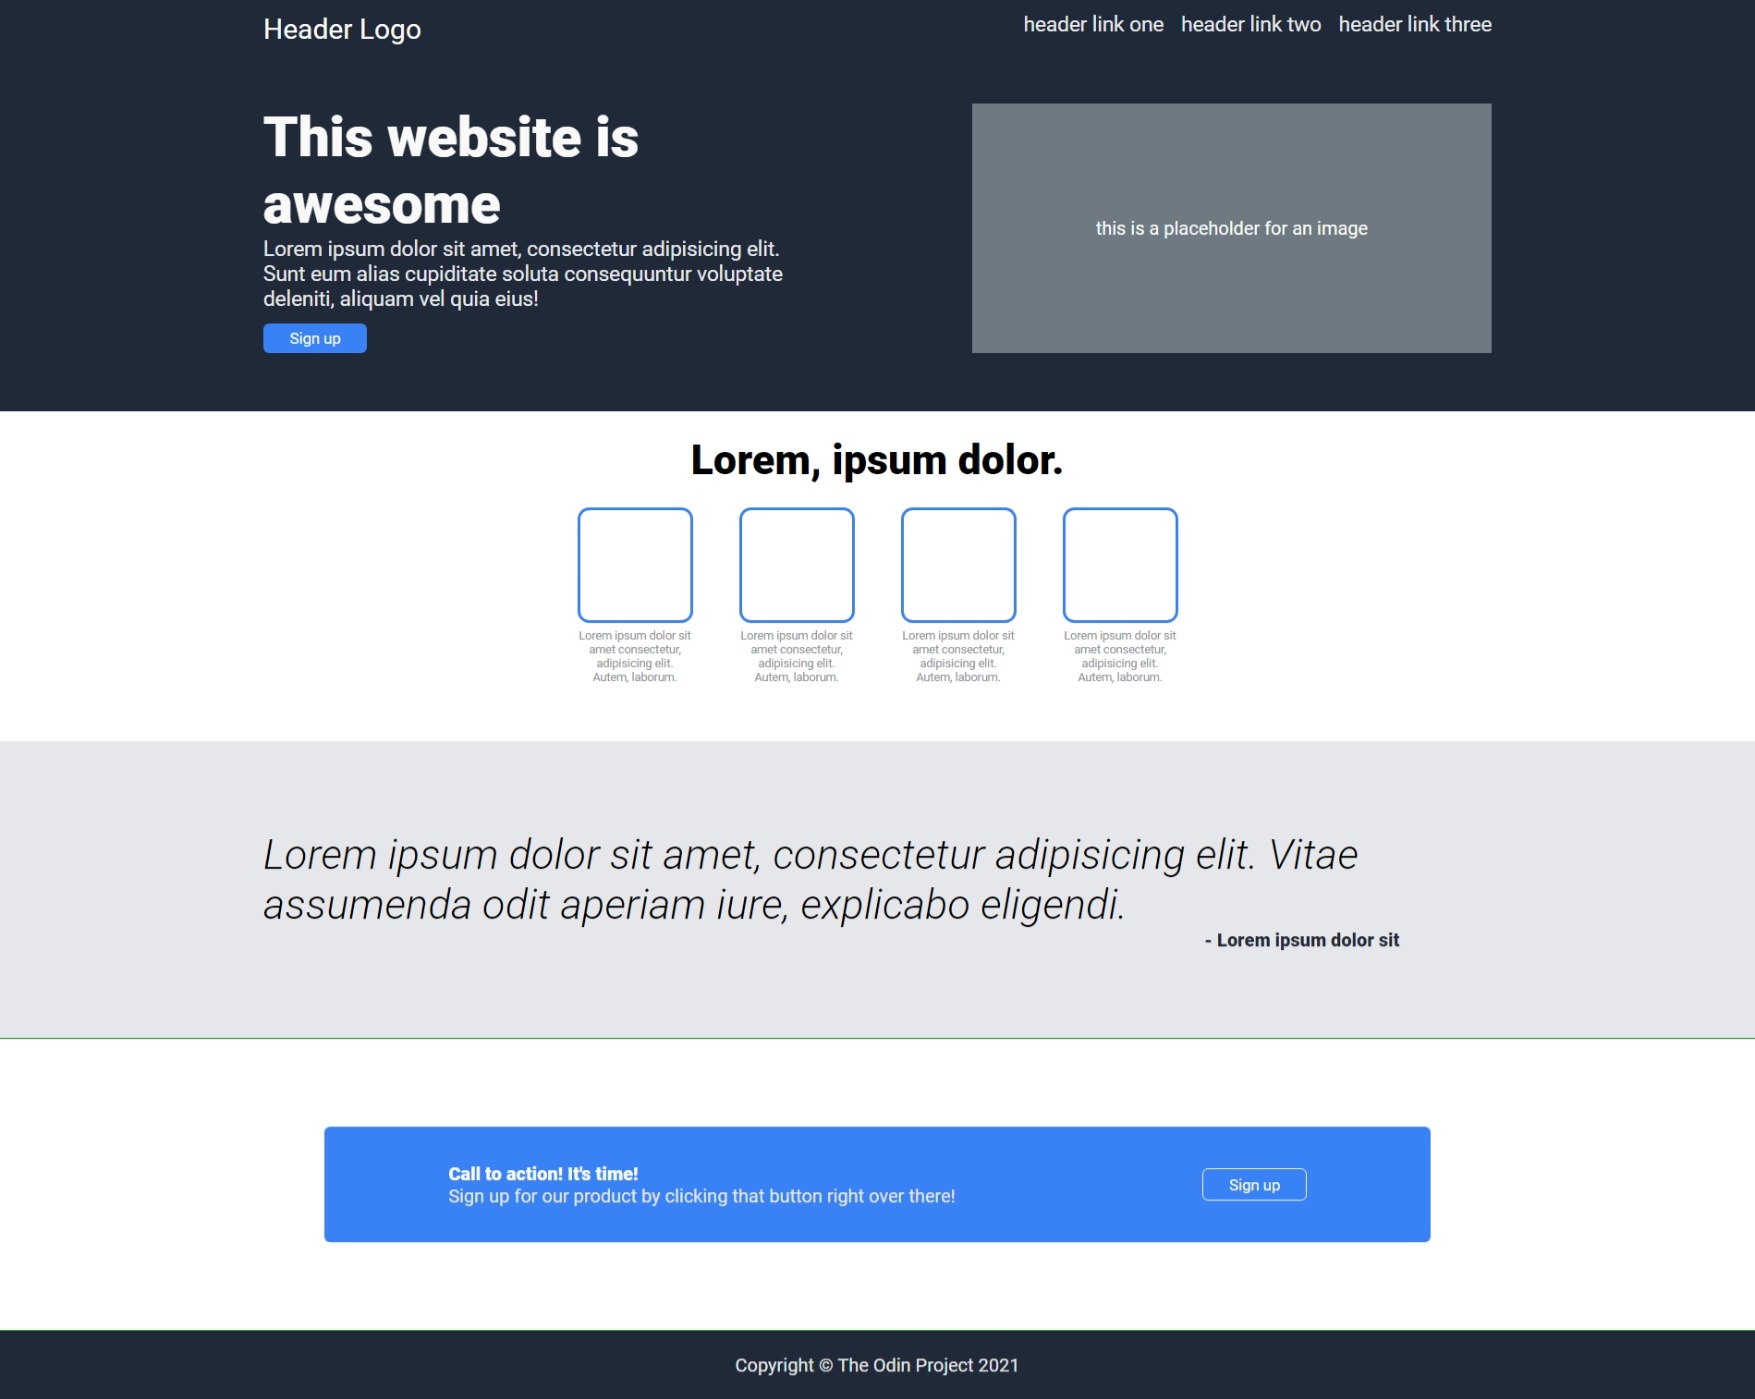 Header Logo
header link one header link two header link three
This website is
awesome
Lorem ipsum dolor sit amet, consectetur adipisicing elit.
Sunt eum alias cupiditate soluta consequuntur voluptate
deleniti, aliquam vel quia eius!
Sign up
this is a placeholder for an image
Lorem, ipsum dolor.
Lorem ipsum dolor sit
amet consectetur,
adipisicing elit.
Autem, laborum.
Lorem ipsum dolor sit
amet consectetur,
adipisicing elit.
Autem, laborum.
Lorem ipsum dolor sit
amet consectetur,
adipisicing elit.
Autem, laborum.
Lorem ipsum dolor sit
amet consectetur,
adipisicing elit.
Autem, laborum.
Lorem ipsum dolor sit amet, consectetur adipisicing elit. Vitae
assumenda odit aperiam iure, explicabo eligendi.
- Lorem ipsum dolor sit
Call to action! It's time!
Sign up for our product by clicking that button right over there!
Sign up
Copyright © The Odin Project 2021